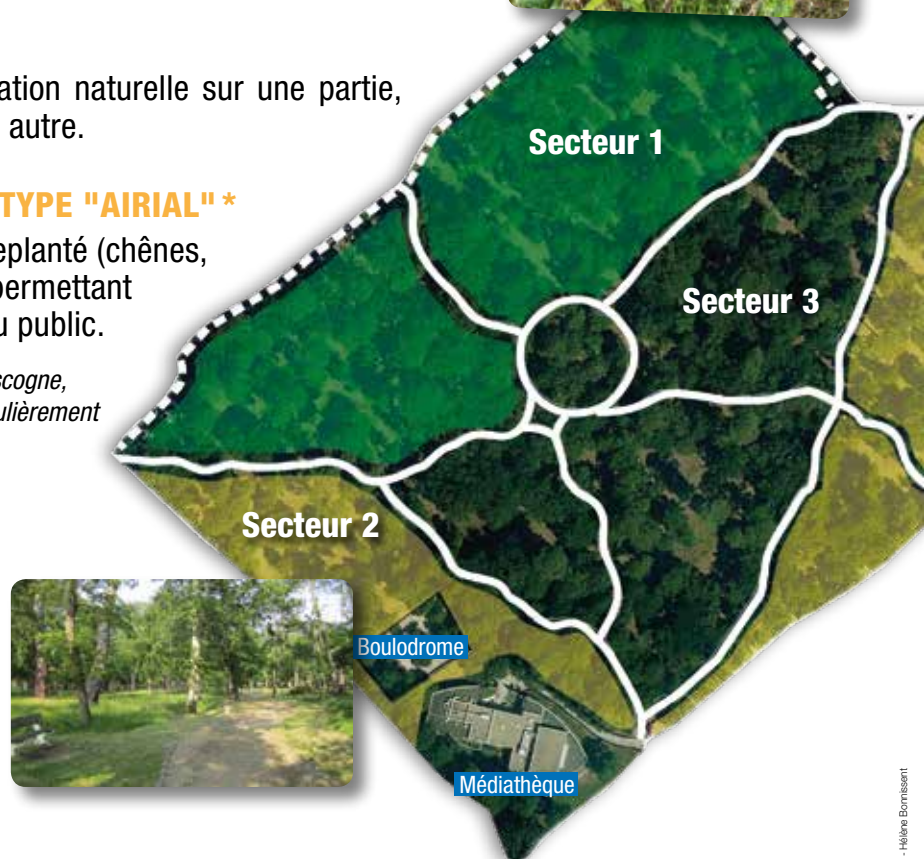 ation naturelle sur une partie,
autre.
TYPE "AIRIAL" *
eplanté (chênes,
permettant
u public.
scogne,
ulièrement
Secteur 1
Secteur 3
Secteur 2
Boulodrome
Médiathèque
- Hélène Bonnissent